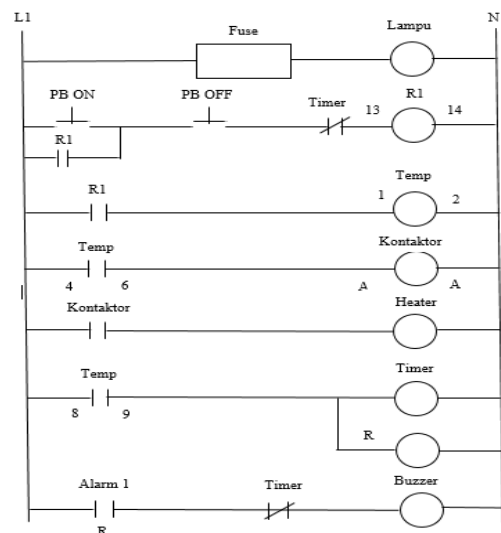 L1 N
Fuse Lampu
PB ON PB OFF Timer 13 R1 14
R1
R1 1 Temp 2
Temp Kontaktor
4 6 A A
Kontaktor Heater
Temp Timer
8 9 R
Alarm 1 Timer Buzzer
R